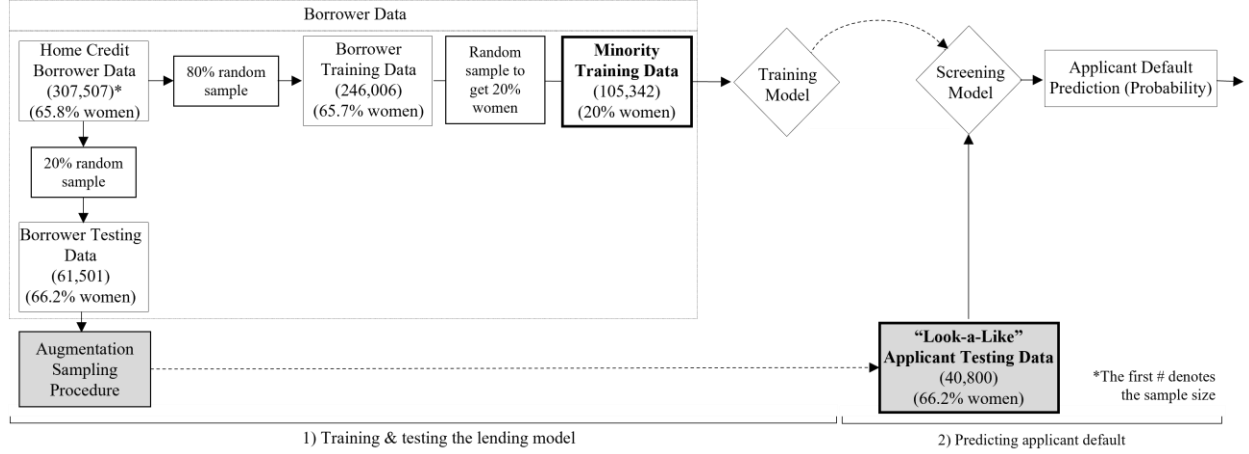 Borrower Data
Home Credit
Borrower Data
(307,507)*
(65.8% women)
80% random
sample
Borrower
Training Data
(246,006)
(65.7% women)
Random
sample to
get 20%
women
Minority
Training Data
(105,342)
(20% women)
Training
Model
Screening
Model
Applicant Default
Prediction (Probability)
20% random
sample
Borrower Testing
Data
(61,501)
(66.2% women)
Augmentation
Sampling
Procedure
“Look-a-Like”
Applicant Testing Data
(40,800)
(66.2% women)
*The first # denotes
the sample size
1) Training & testing the lending model
2) Predicting applicant default